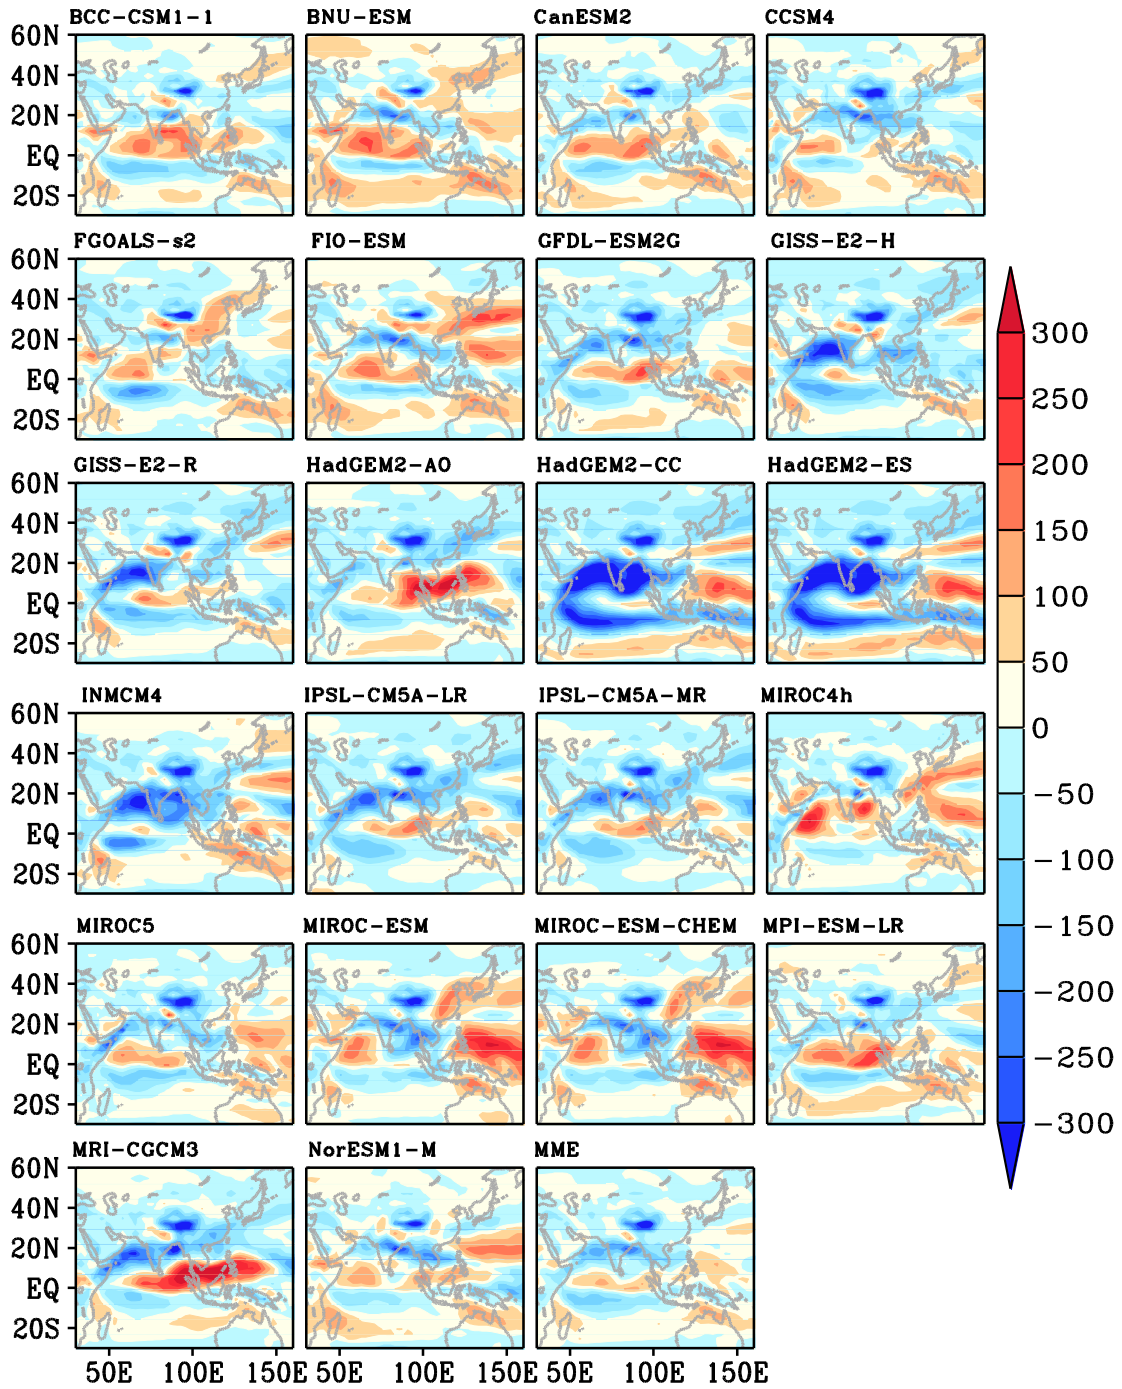 BCC-CSM1-1 BNU-ESM CanESM2 CCSM4
60N
40N
20N
EQ
20S
FGOALS-s2 FIO-ESM GFDL-ESM2G GISS-E2-H
60N
40N
20N
EQ
20S
GISS-E2-R HadGEM2-AO HadGEM2-CC HadGEM2-ES
60N
40N
20N
EQ
20S
INMCM4 IPSL-CM5A-LR IPSL-CM5A-MR MIROC4h
60N
40N
20N
EQ
20S
MIROC5 MIROC-ESM MIROC-ESM-CHEM MPI-ESM-LR
60N
40N
20N
EQ
20S
MRI-CGCM3 NorESM1-M MME
60N
40N
20N
EQ
20S
50E 100E 150E 50E 100E 150E 50E 100E 150E
300
250
200
150
100
50
0
-50
-100
-150
-200
-250
-300